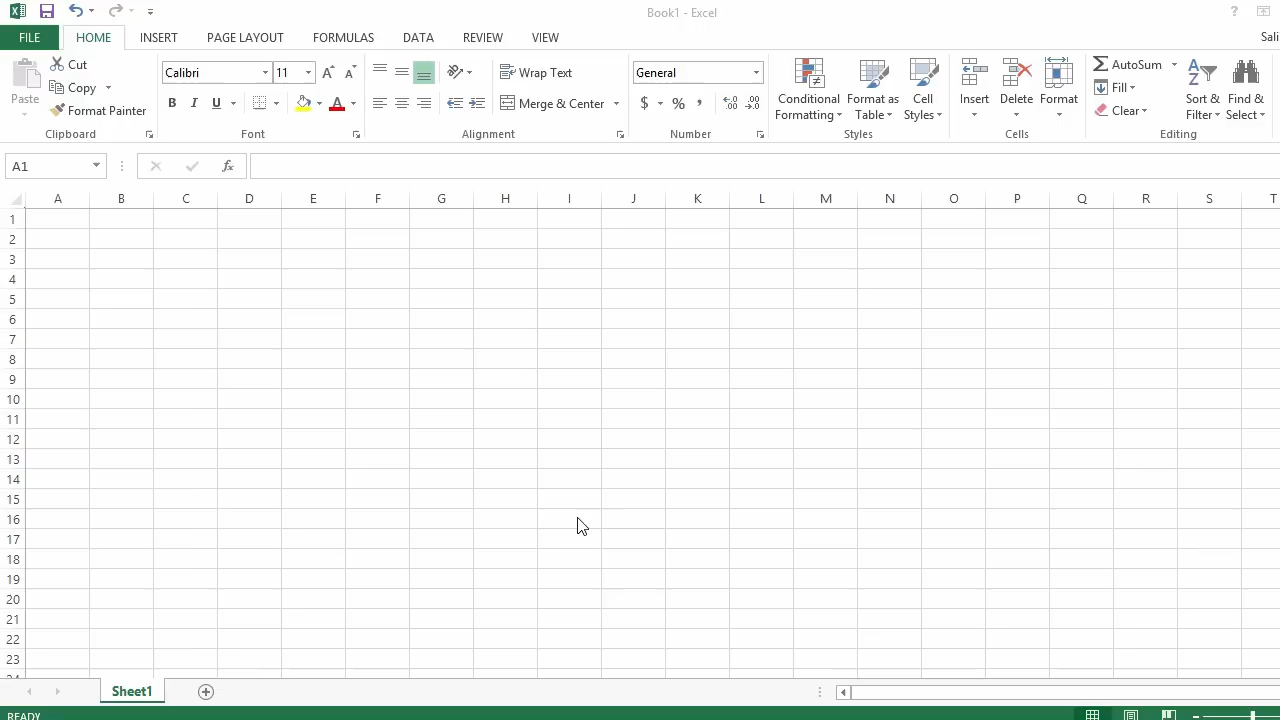 Book1 - Excel ?
FILE HOME INSERT PAGE LAYOUT FORMULAS DATA REVIEW VIEW Sali
Paste
Cut
Copy
Format Painter
Clipboard
Calibri 11
B I U A
Font
Wrap Text
Merge & Center
Alignment
General
$ % ,
Number
Conditional Formatting
Format as Table
Cell Styles
Styles
Insert
Delete
Format
Cells
AutoSum
Fill
Clear
Sort & Filter
Find & Select
Editing
A1 fx
A B C D E F G H I J K L M N O P Q R S T
1
2
3
4
5
6
7
8
9
10
11
12
13
14
15
16
17
18
19
20
21
22
23
24
Sheet1
READY